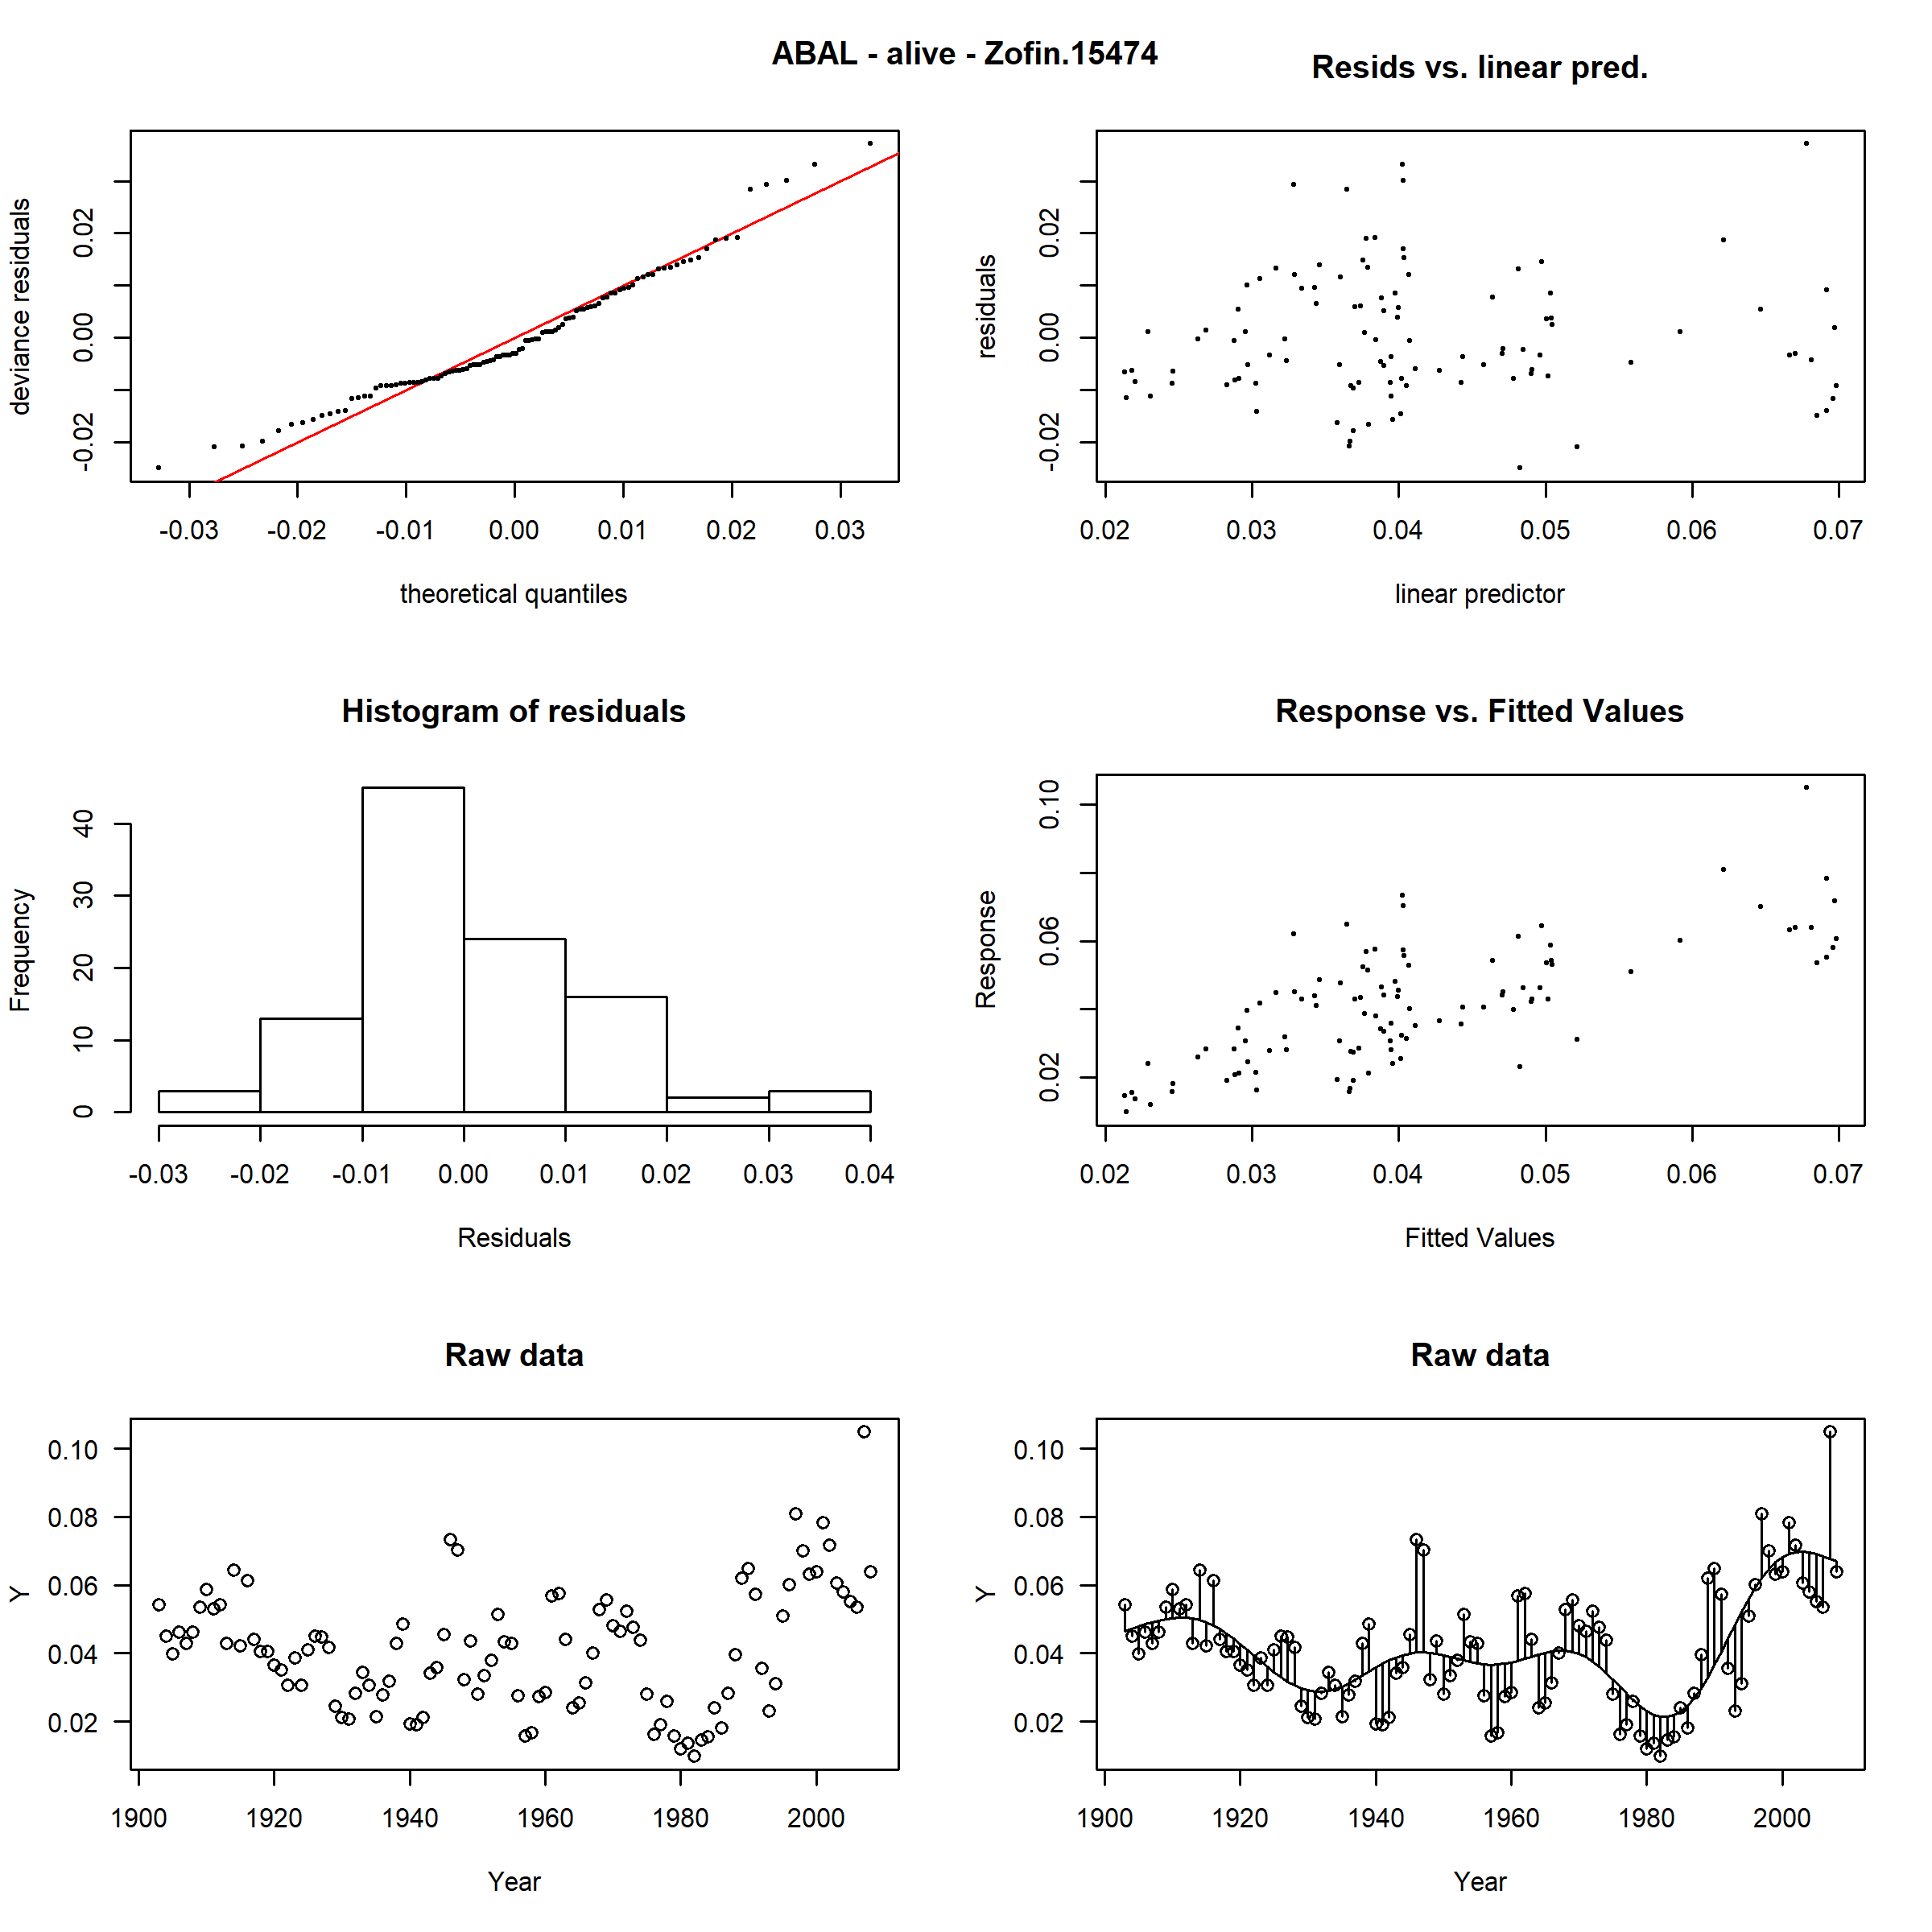 ABAL - alive - Zofin.15474
Resids vs. linear pred.
deviance residuals
-0.02 0.00 0.02
-0.03 -0.02 -0.01 0.00 0.01 0.02 0.03
theoretical quantiles
residuals
-0.02 0.00 0.02
0.02 0.03 0.04 0.05 0.06 0.07
linear predictor
Histogram of residuals
Frequency
0 10 20 30 40
-0.03 -0.02 -0.01 0.00 0.01 0.02 0.03 0.04
Residuals
Response vs. Fitted Values
Response
0.02 0.06 0.10
0.02 0.03 0.04 0.05 0.06 0.07
Fitted Values
Raw data
Y
0.10
0.08
0.06
0.04
0.02
1900 1920 1940 1960 1980 2000
Year
Raw data
Y
0.10
0.08
0.06
0.04
0.02
1900 1920 1940 1960 1980 2000
Year